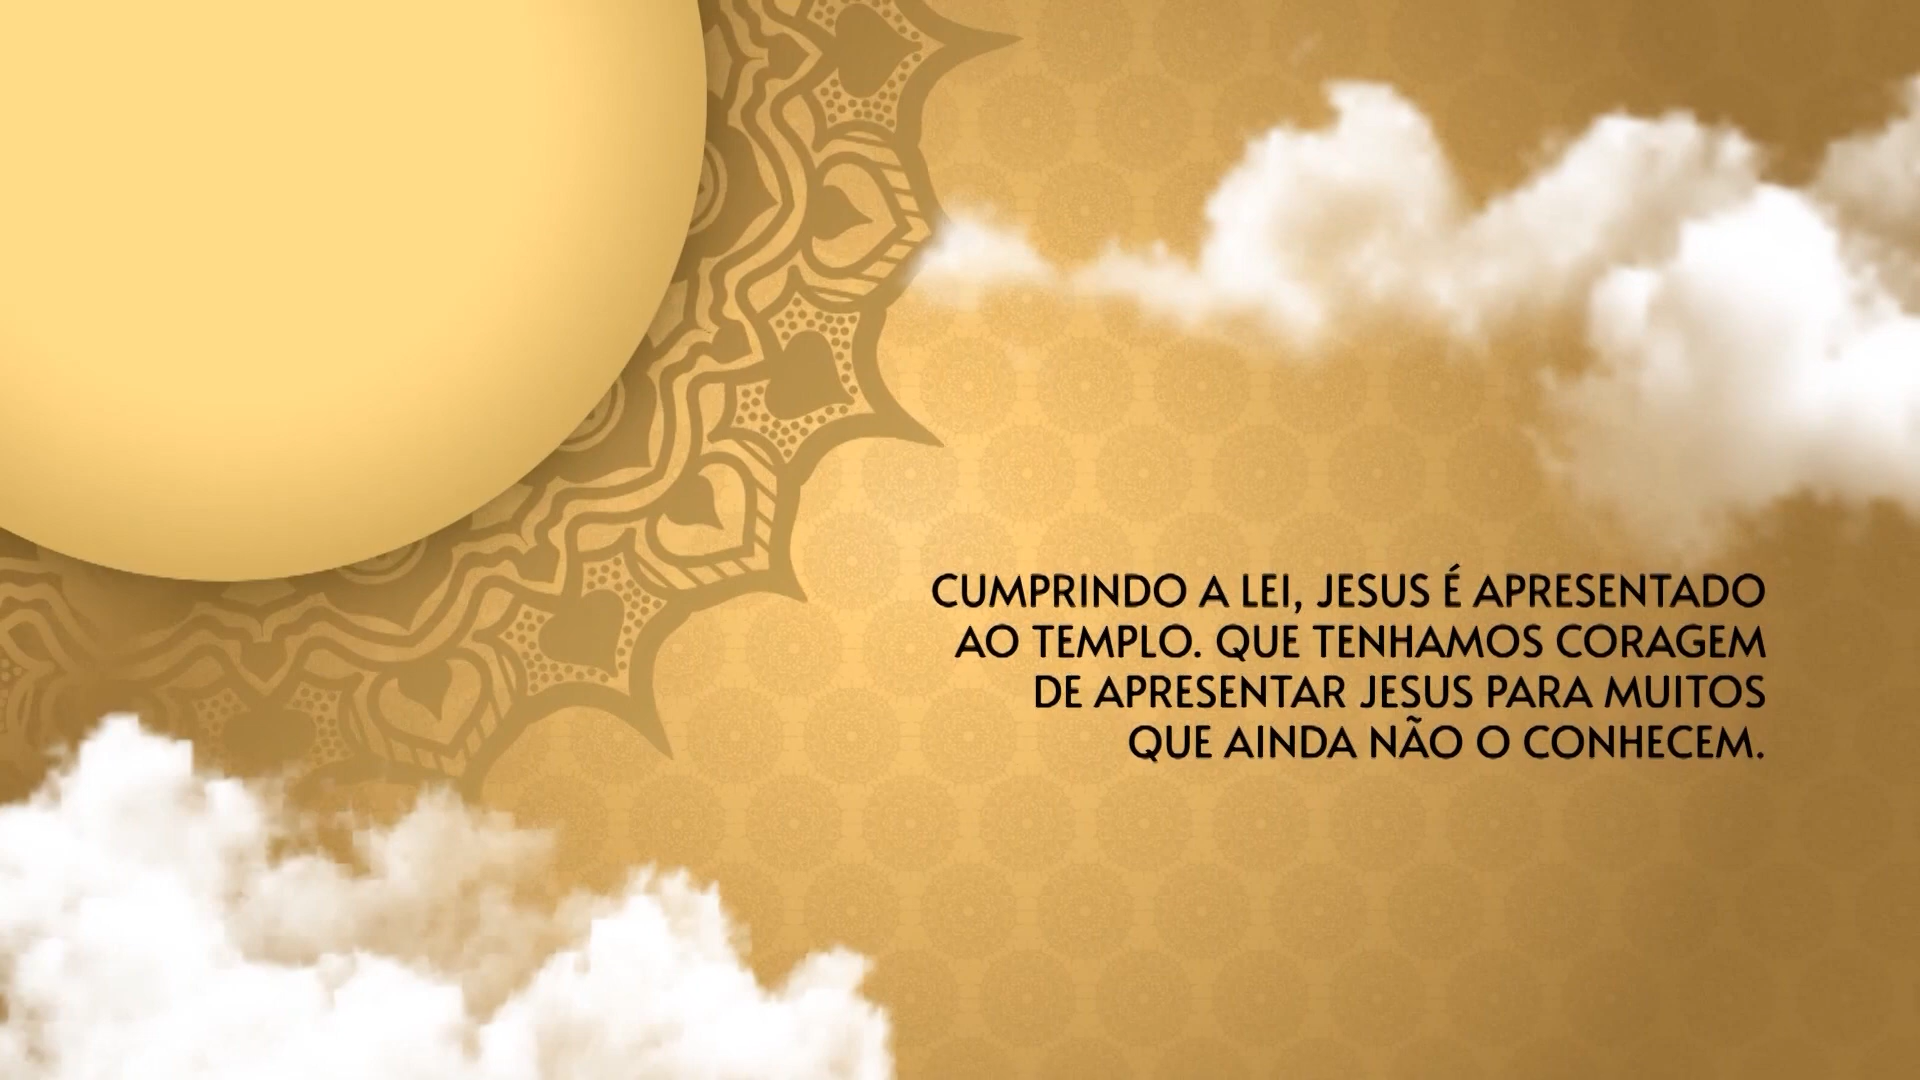 CUMPRINDO A LEI, JESUS É APRESENTADO
AO TEMPLO. QUE TENHAMOS CORAGEM
DE APRESENTAR JESUS PARA MUITOS
QUE AINDA NÃO O CONHECEM.